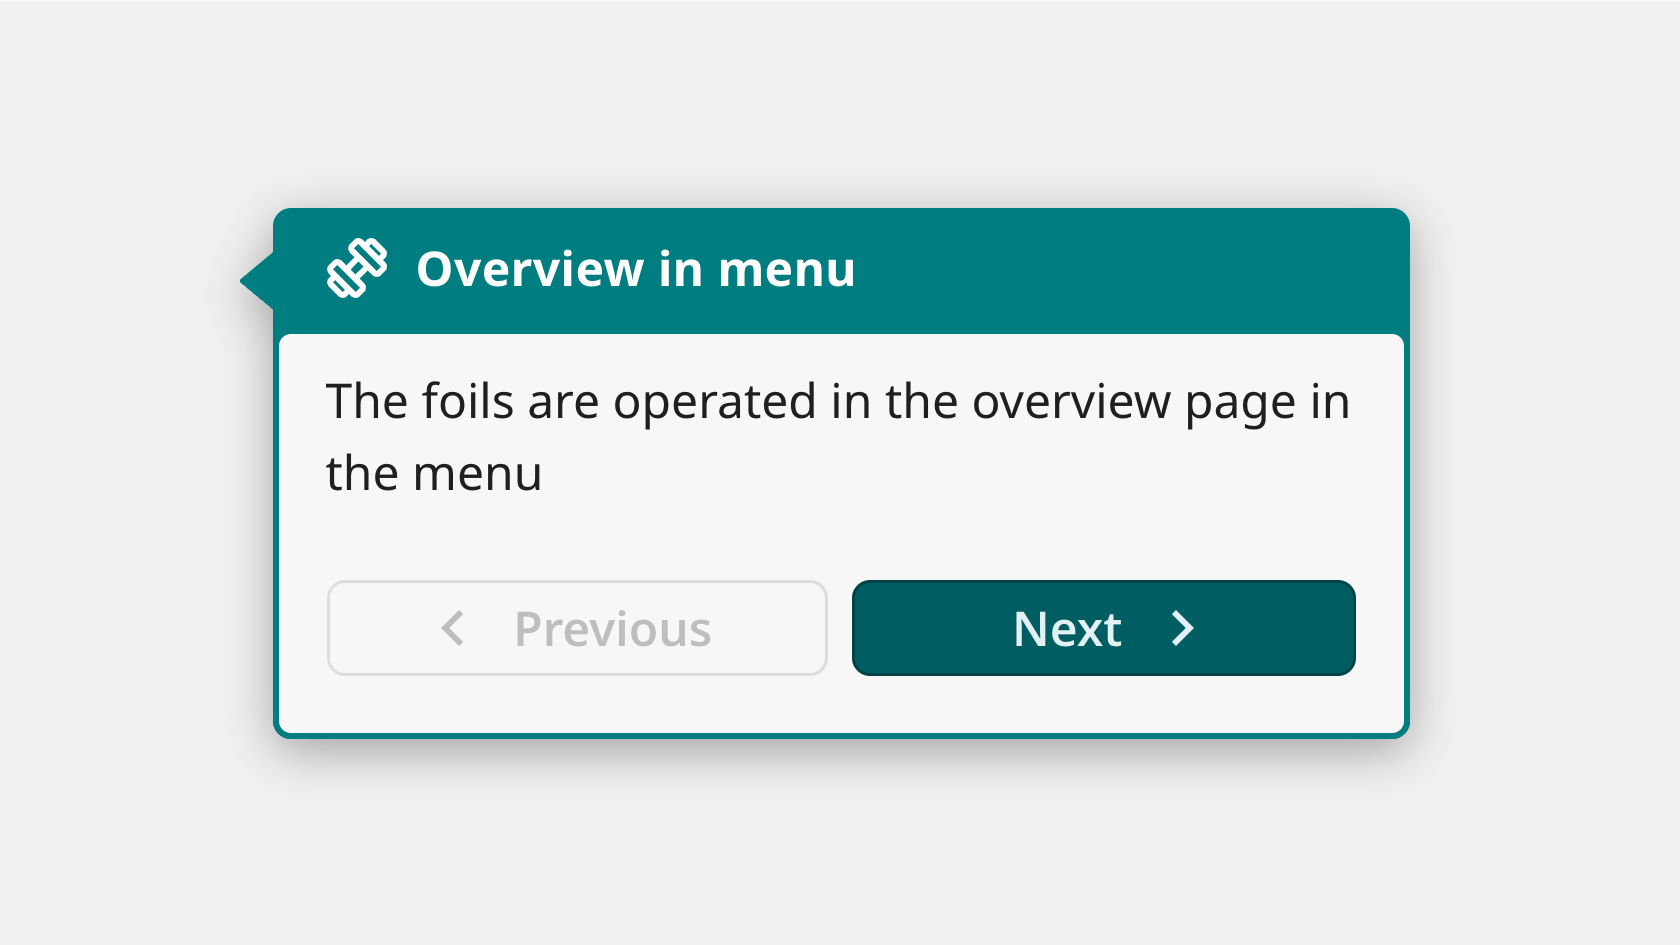 Overview in menu
The foils are operated in the overview page in
the menu
Previous
Next